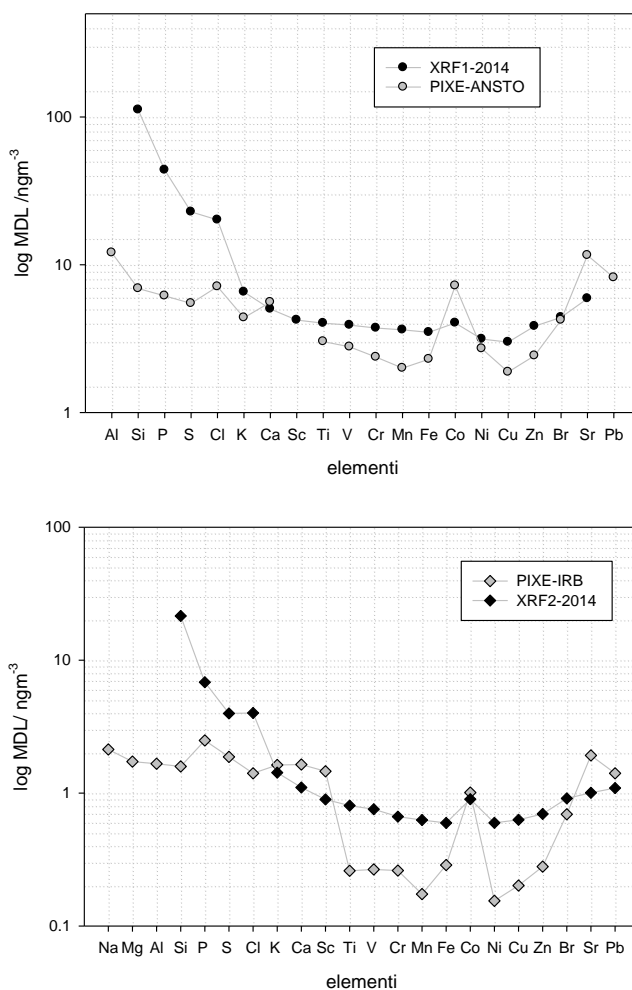 XRF1-2014
PIXE-ANSTO
log MDL /ngm-3
100
10
1
Al Si P S Cl K Ca Sc Ti V Cr Mn Fe Co Ni Cu Zn Br Sr Pb
elementi
PIXE-IRB
XRF2-2014
log MDL/ ngm-3
100
10
1
0.1
Na Mg Al Si P S Cl K Ca Sc Ti V Cr Mn Fe Co Ni Cu Zn Br Sr Pb
elementi